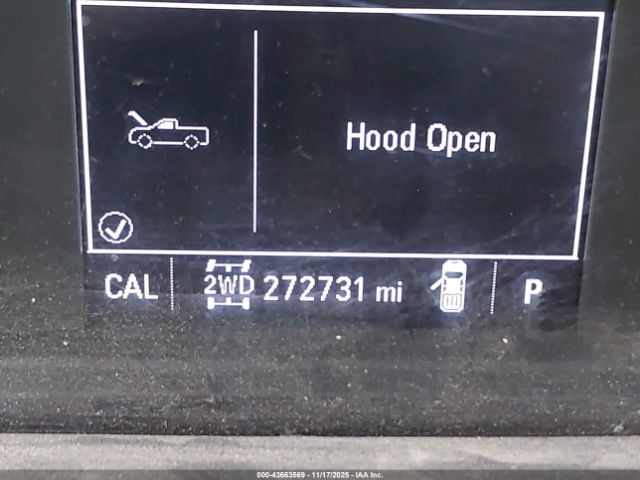 Hood Open
CAL 2WD 272731 mi P
000-43663569 - 11/17/2025 - IAA Inc.